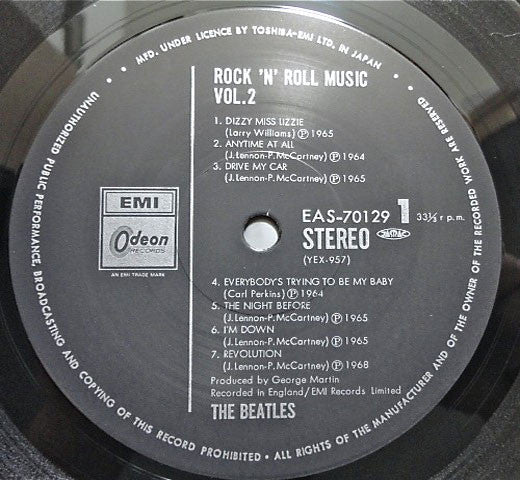 • MFD. UNDER LICENCE BY TOSHIBA-EMI LTD. IN JAPAN •
UNAUTHORIZED PUBLIC PERFORMANCE, BROADCASTING AND COPYING OF THIS RECORD PROHIBITED • ALL RIGHTS OF THE MANUFACTURER AND OF THE OWNER OF THE RECORDED WORK ARE RESERVED
ROCK 'N' ROLL MUSIC
VOL.2
1. DIZZY MISS LIZZIE
(Larry Williams) Ⓟ 1965
2. ANYTIME AT ALL
(J.Lennon-P.McCartney) Ⓟ 1964
3. DRIVE MY CAR
(J.Lennon-P.McCartney) Ⓟ 1965
EMI
Odeon
RECORDS
AN EMI TRADE MARK
EAS-70129 1 33⅓ r.p.m.
STEREO
(YEX-957)
4. EVERYBODY'S TRYING TO BE MY BABY
(Carl Perkins) Ⓟ 1964
5. THE NIGHT BEFORE
(J.Lennon-P.McCartney) Ⓟ 1965
6. I'M DOWN
(J.Lennon-P.McCartney) Ⓟ 1965
7. REVOLUTION
(J.Lennon-P.McCartney) Ⓟ 1968
Produced by George Martin
Recorded in England/EMI Records Limited
THE BEATLES